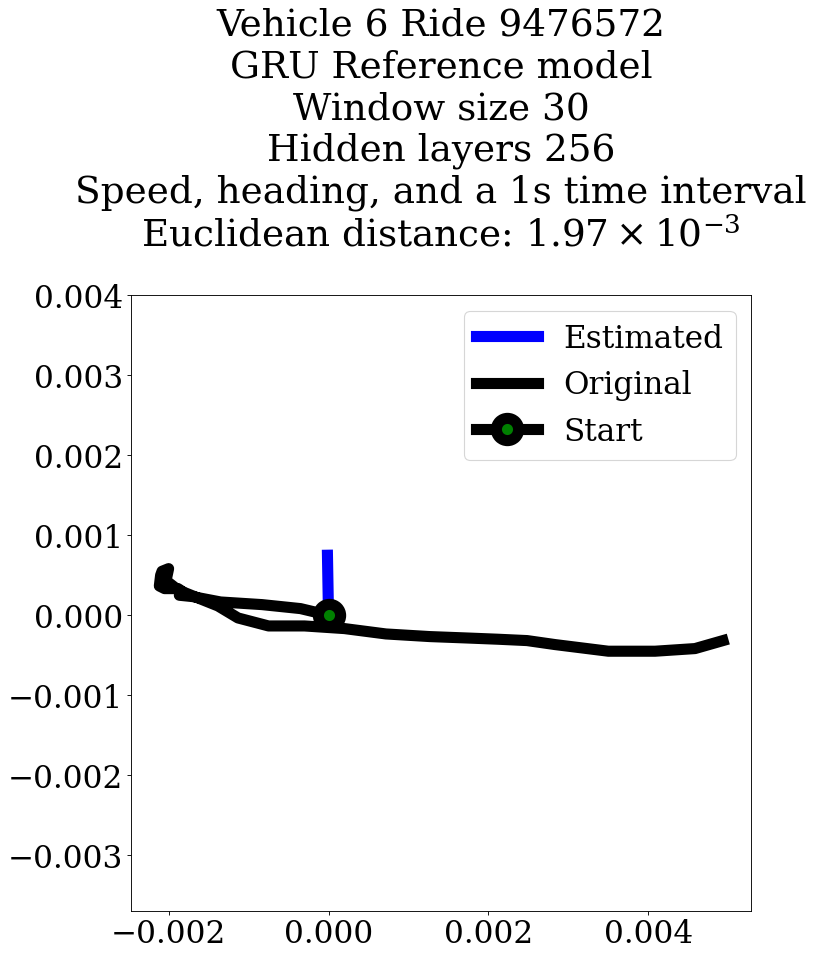 Vehicle 6 Ride 9476572
GRU Reference model
Window size 30
Hidden layers 256
Speed, heading, and a 1s time interval
Euclidean distance: 1.97 × 10⁻³
0.004
0.003
0.002
0.001
0.000
−0.001
−0.002
−0.003
Estimated
Original
Start
−0.002 0.000 0.002 0.004